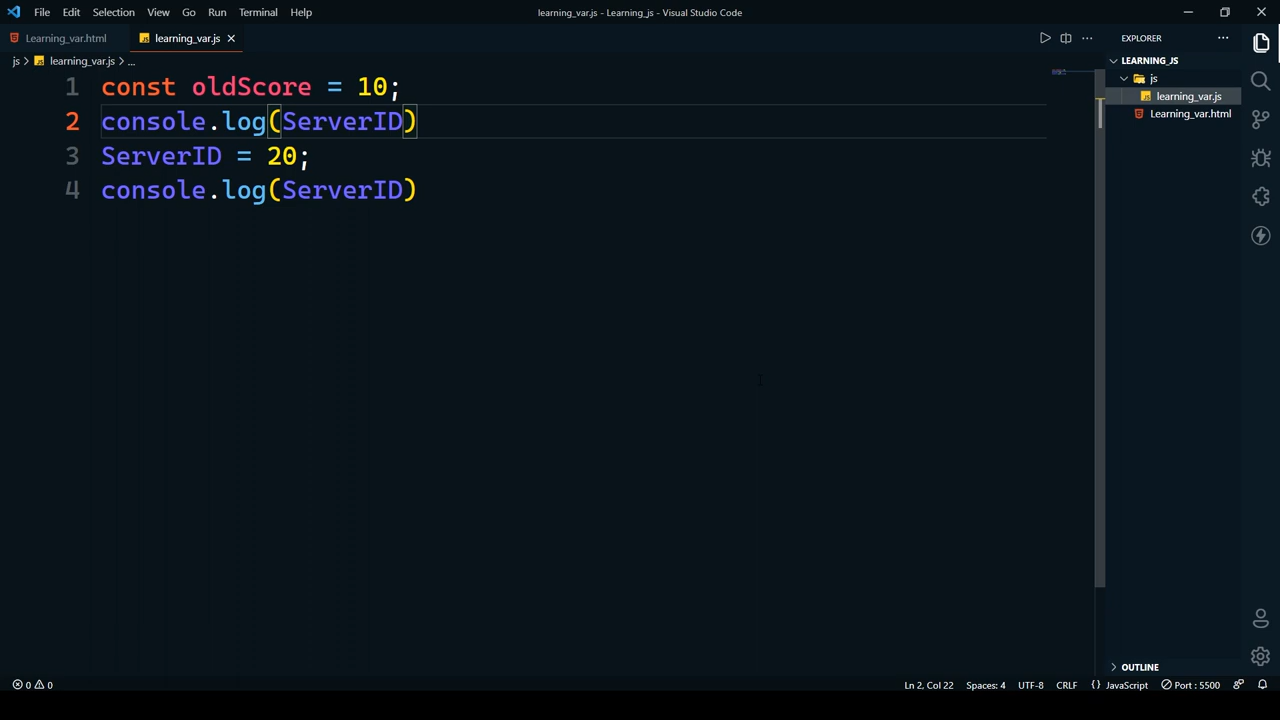 File Edit Selection View Go Run Terminal Help
learning_var.js - Learning_js - Visual Studio Code
Learning_var.html
learning_var.js
js > learning_var.js > ...
1 const oldScore = 10;
2 console.log(ServerID)
3 ServerID = 20;
4 console.log(ServerID)
EXPLORER
LEARNING_JS
js
learning_var.js
Learning_var.html
OUTLINE
0 0
Ln 2, Col 22 Spaces: 4 UTF-8 CRLF {} JavaScript Port : 5500